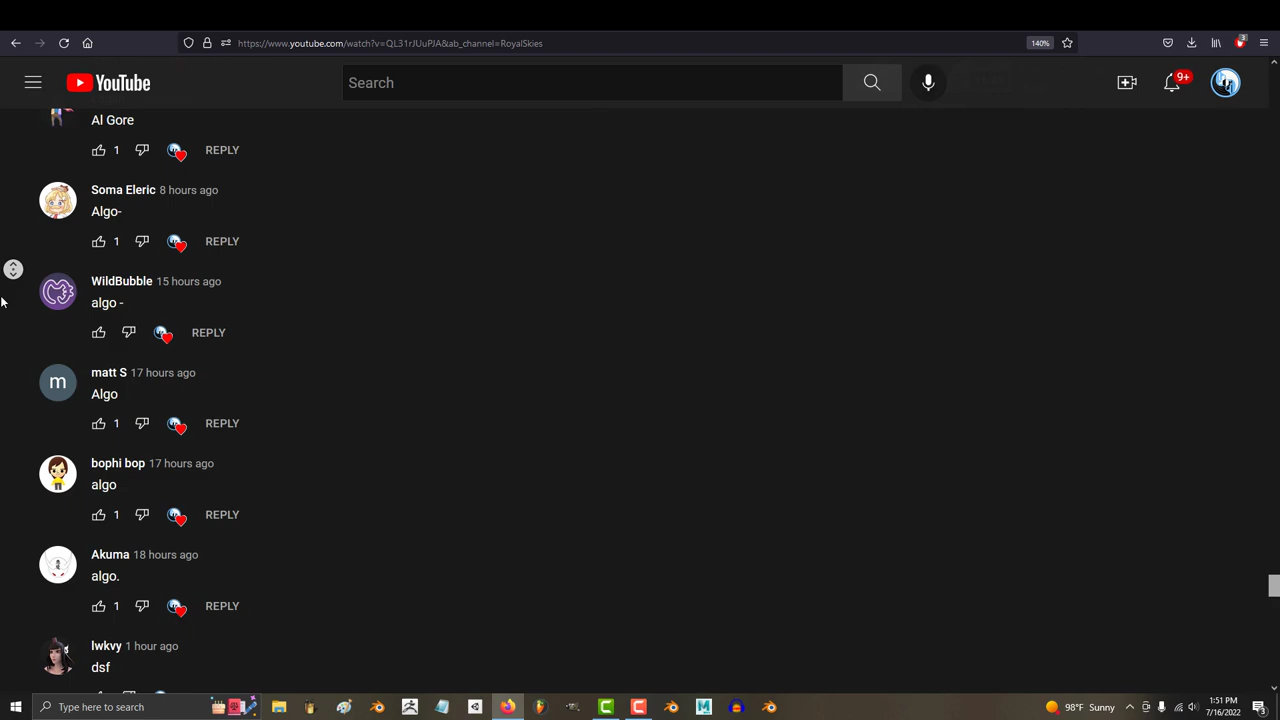 https://www.youtube.com/watch?v=QL31rJUuPJA&ab_channel=RoyalSkies
140%
3
YouTube
Search
9+
Al Gore
1
REPLY
Soma Eleric 8 hours ago
Algo-
1
REPLY
WildBubble 15 hours ago
algo -
REPLY
m
matt S 17 hours ago
Algo
1
REPLY
bophi bop 17 hours ago
algo
1
REPLY
Akuma 18 hours ago
algo.
1
REPLY
lwkvy 1 hour ago
dsf
Type here to search
98°F Sunny
1:51 PM
7/16/2022
3